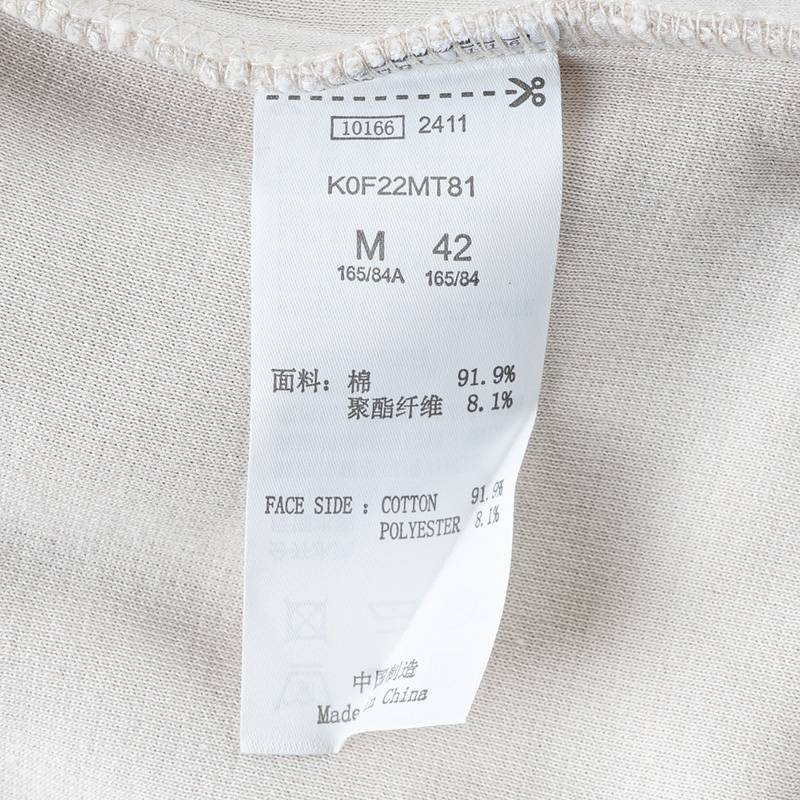 10166 2411
K0F22MT81
M 42
165/84A 165/84
面料: 棉 91.9%
聚酯纤维 8.1%
FACE SIDE : COTTON 91.9%
POLYESTER 8.1%
中国制造
Made in China